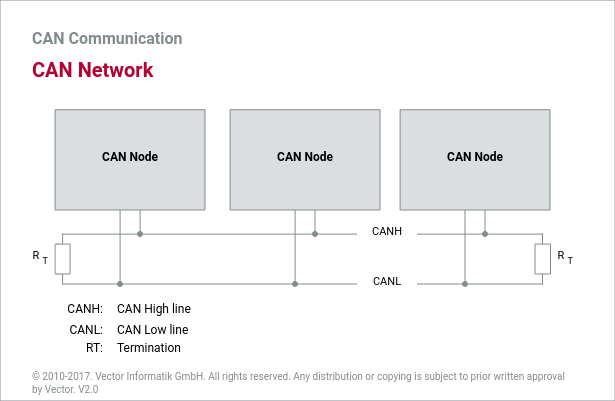 CAN Communication
CAN Network
CAN Node CAN Node CAN Node
CANH
R T R T
CANL
CANH: CAN High line
CANL: CAN Low line
RT: Termination
© 2010-2017. Vector Informatik GmbH. All rights reserved. Any distribution or copying is subject to prior written approval
by Vector. V2.0